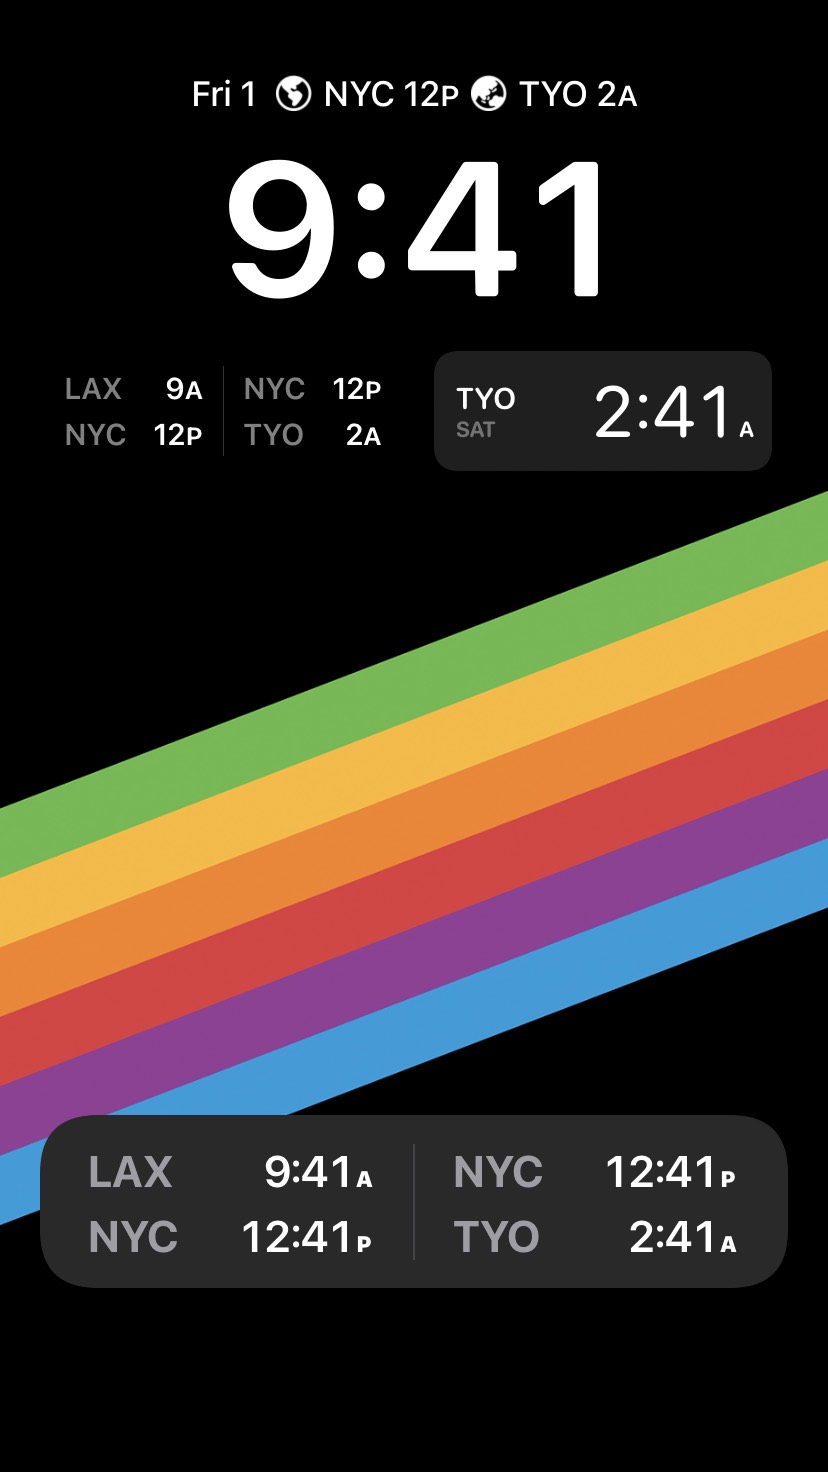 Fri 1 NYC 12P TYO 2A
9:41
LAX 9A NYC 12P
NYC 12P TYO 2A
TYO
SAT
2:41A
LAX 9:41A NYC 12:41P
NYC 12:41P TYO 2:41A